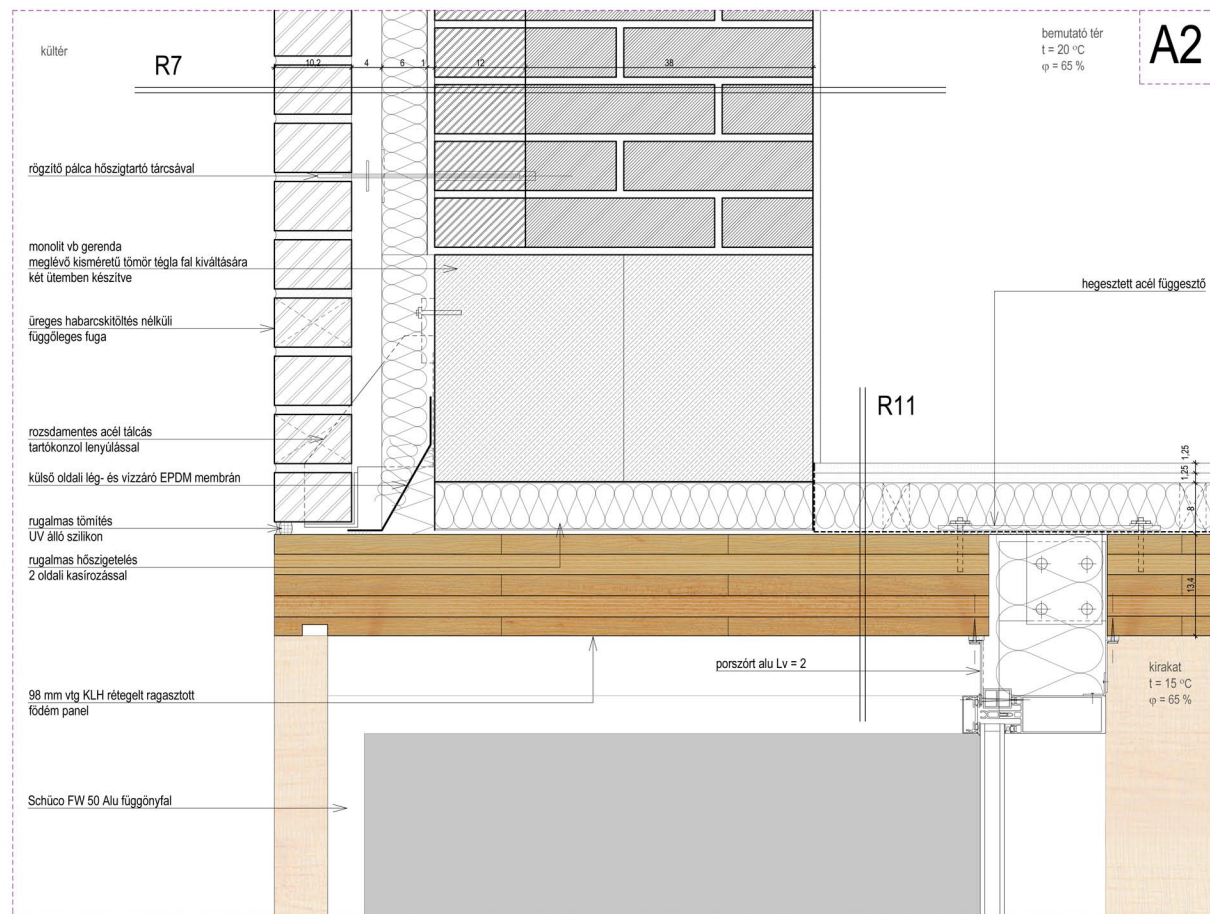 kültér
R7
bemutató tér
t = 20 °C
φ = 65 %
A2
10,2
4
6
1
12
38
rögzítő pálca hőszigtartó tárcsával
monolit vb gerenda
meglévő kisméretű tömör tégla fal kiváltására
két ütemben készítve
hegesztett acél függesztő
üreges habarcskitöltés nélküli
függőleges fuga
R11
rozsdamentes acél tálcás
tartókonzol lenyúlással
külső oldali lég- és vízzáró EPDM membrán
1,25
1,25
8
13,4
rugalmas tömítés
UV álló szilikon
rugalmas hőszigetelés
2 oldali kasírozással
porszórt alu Lv = 2
kirakat
t = 15 °C
φ = 65 %
98 mm vtg KLH rétegelt ragasztott
födém panel
Schüco FW 50 Alu függönyfal